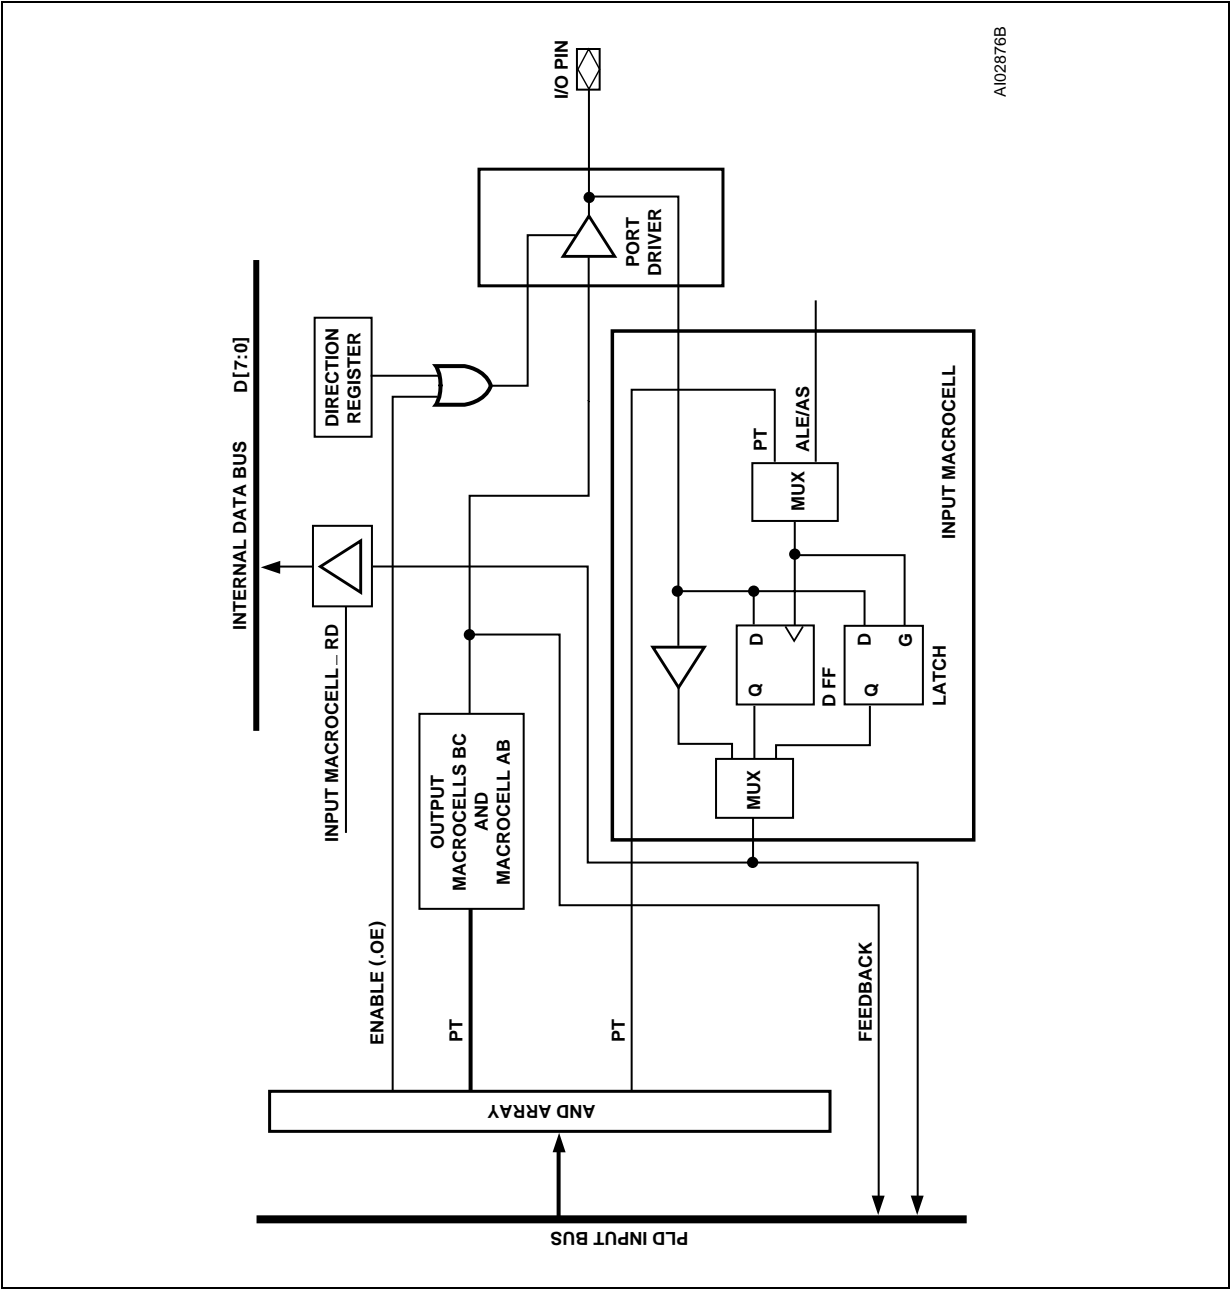 INTERNAL DATA BUS D[7:0]
INPUT MACROCELL _ RD
DIRECTION
REGISTER
ENABLE (.OE)
OUTPUT
MACROCELLS BC
AND
MACROCELL AB
PT
I/O PIN
PORT
DRIVER
PT
AND ARRAY
PLD INPUT BUS
FEEDBACK
MUX
D
Q
D FF
D
G
Q
LATCH
MUX
PT
ALE/AS
INPUT MACROCELL
AI02876B